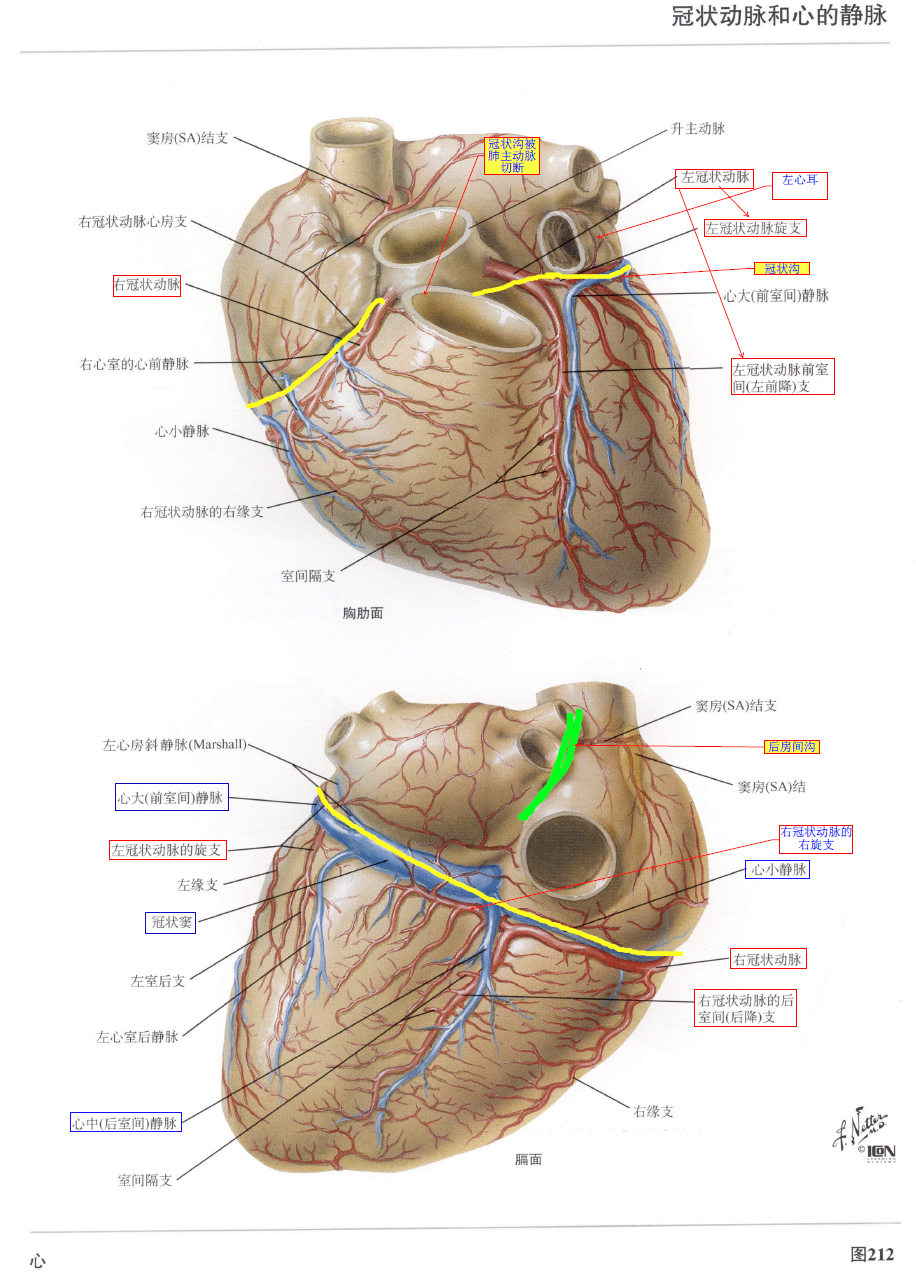 冠状动脉和心的静脉
升主动脉
窦房(SA)结支
冠状沟被
肺主动脉
切断
左冠状动脉
左心耳
右冠状动脉心房支
左冠状动脉旋支
冠状沟
右冠状动脉
心大(前室间)静脉
右心室的心前静脉
左冠状动脉前室
间(左前降)支
心小静脉
右冠状动脉的右缘支
室间隔支
胸肋面
窦房(SA)结支
左心房斜静脉(Marshall)
后房间沟
窦房(SA)结
心大(前室间)静脉
右冠状动脉的
右旋支
左冠状动脉的旋支
心小静脉
左缘支
冠状窦
右冠状动脉
左室后支
右冠状动脉的后
室间(后降)支
左心室后静脉
右缘支
心中(后室间)静脉
F. Netter
M.D.
© ICON
膈面
室间隔支
心
图212